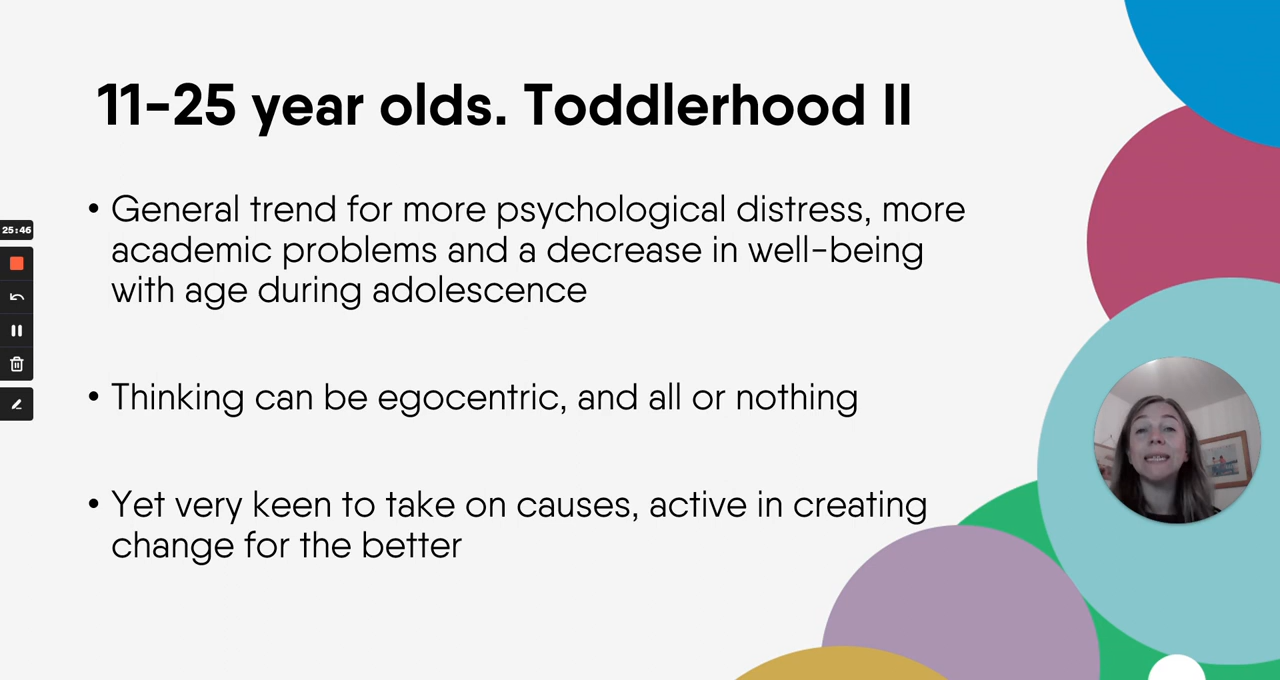 11-25 year olds. Toddlerhood II
• General trend for more psychological distress, more
academic problems and a decrease in well-being
with age during adolescence
25:46
• Thinking can be egocentric, and all or nothing
• Yet very keen to take on causes, active in creating
change for the better